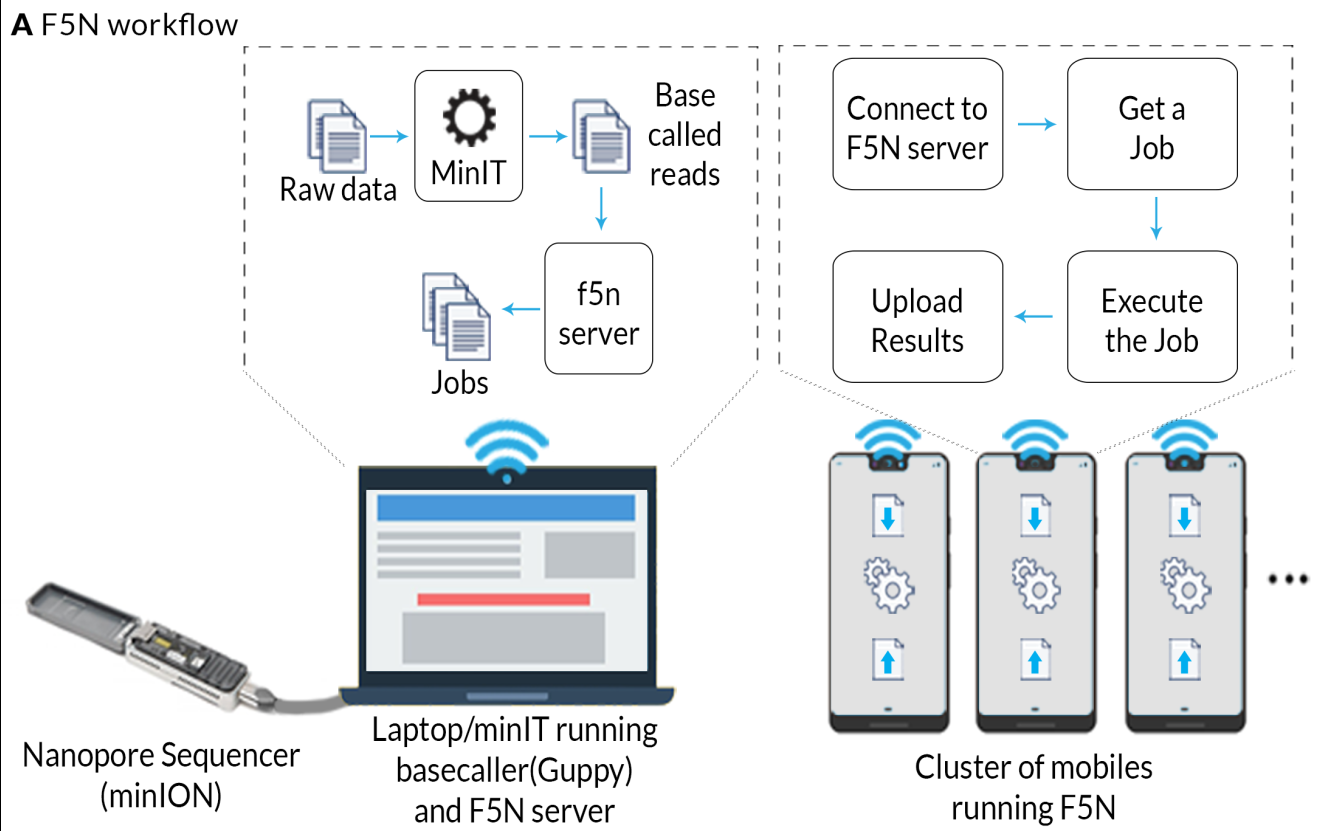 A F5N workflow
Raw data
MinIT
Base
called
reads
f5n
server
Jobs
Connect to
F5N server
Get a
Job
Execute
the Job
Upload
Results
Nanopore Sequencer
(minION)
Laptop/minIT running
basecaller(Guppy)
and F5N server
Cluster of mobiles
running F5N